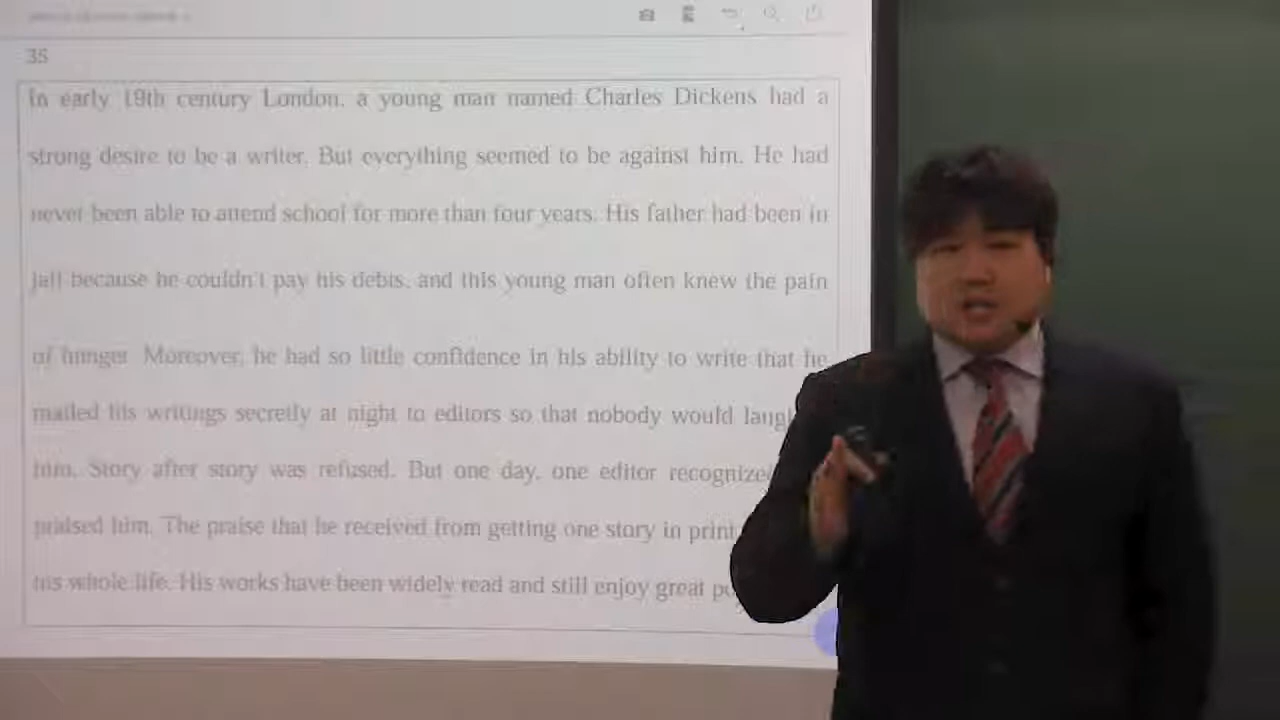 35
In early 19th century London, a young man named Charles Dickens had a
strong desire to be a writer. But everything seemed to be against him. He had
never been able to attend school for more than four years. His father had been in
jail because he couldn't pay his debts, and this young man often knew the pain
of hunger. Moreover, he had so little confidence in his ability to write that he
mailed his writings secretly at night to editors so that nobody would
him. Story after story was refused. But one day, one editor recognized
praised him. The praise that he received from getting one story in print
his whole life. His works have been widely read and still enjoy great